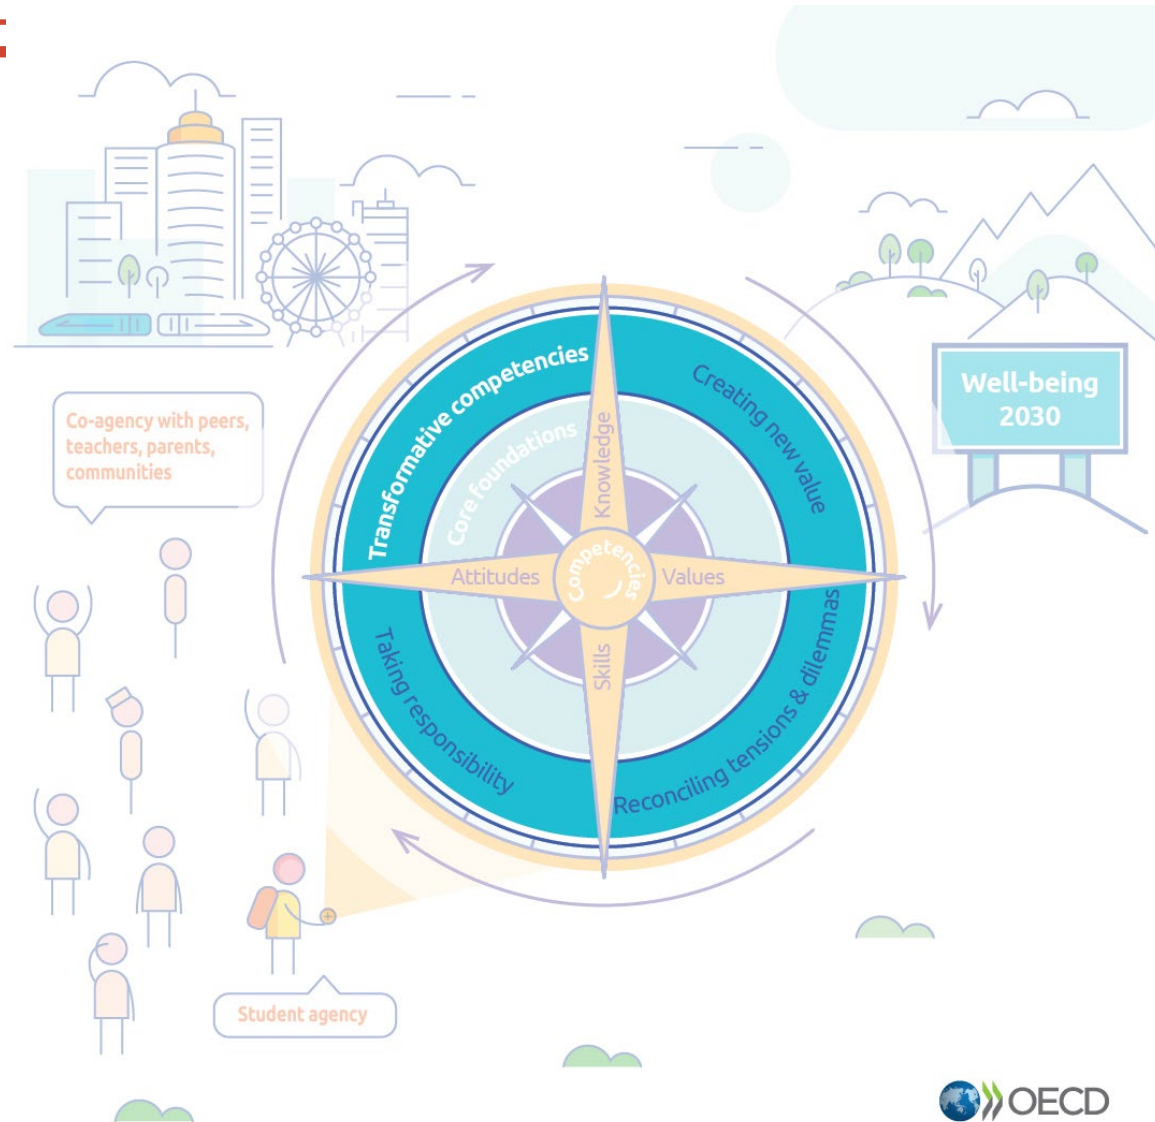 Co-agency with peers,
teachers, parents,
communities
Transformative competencies
Core foundations
Creating new value
Well-being
2030
Knowledge
Attitudes
Competencies
Values
Skills
Taking responsibility
Reconciling tensions & dilemmas
Student agency
OECD